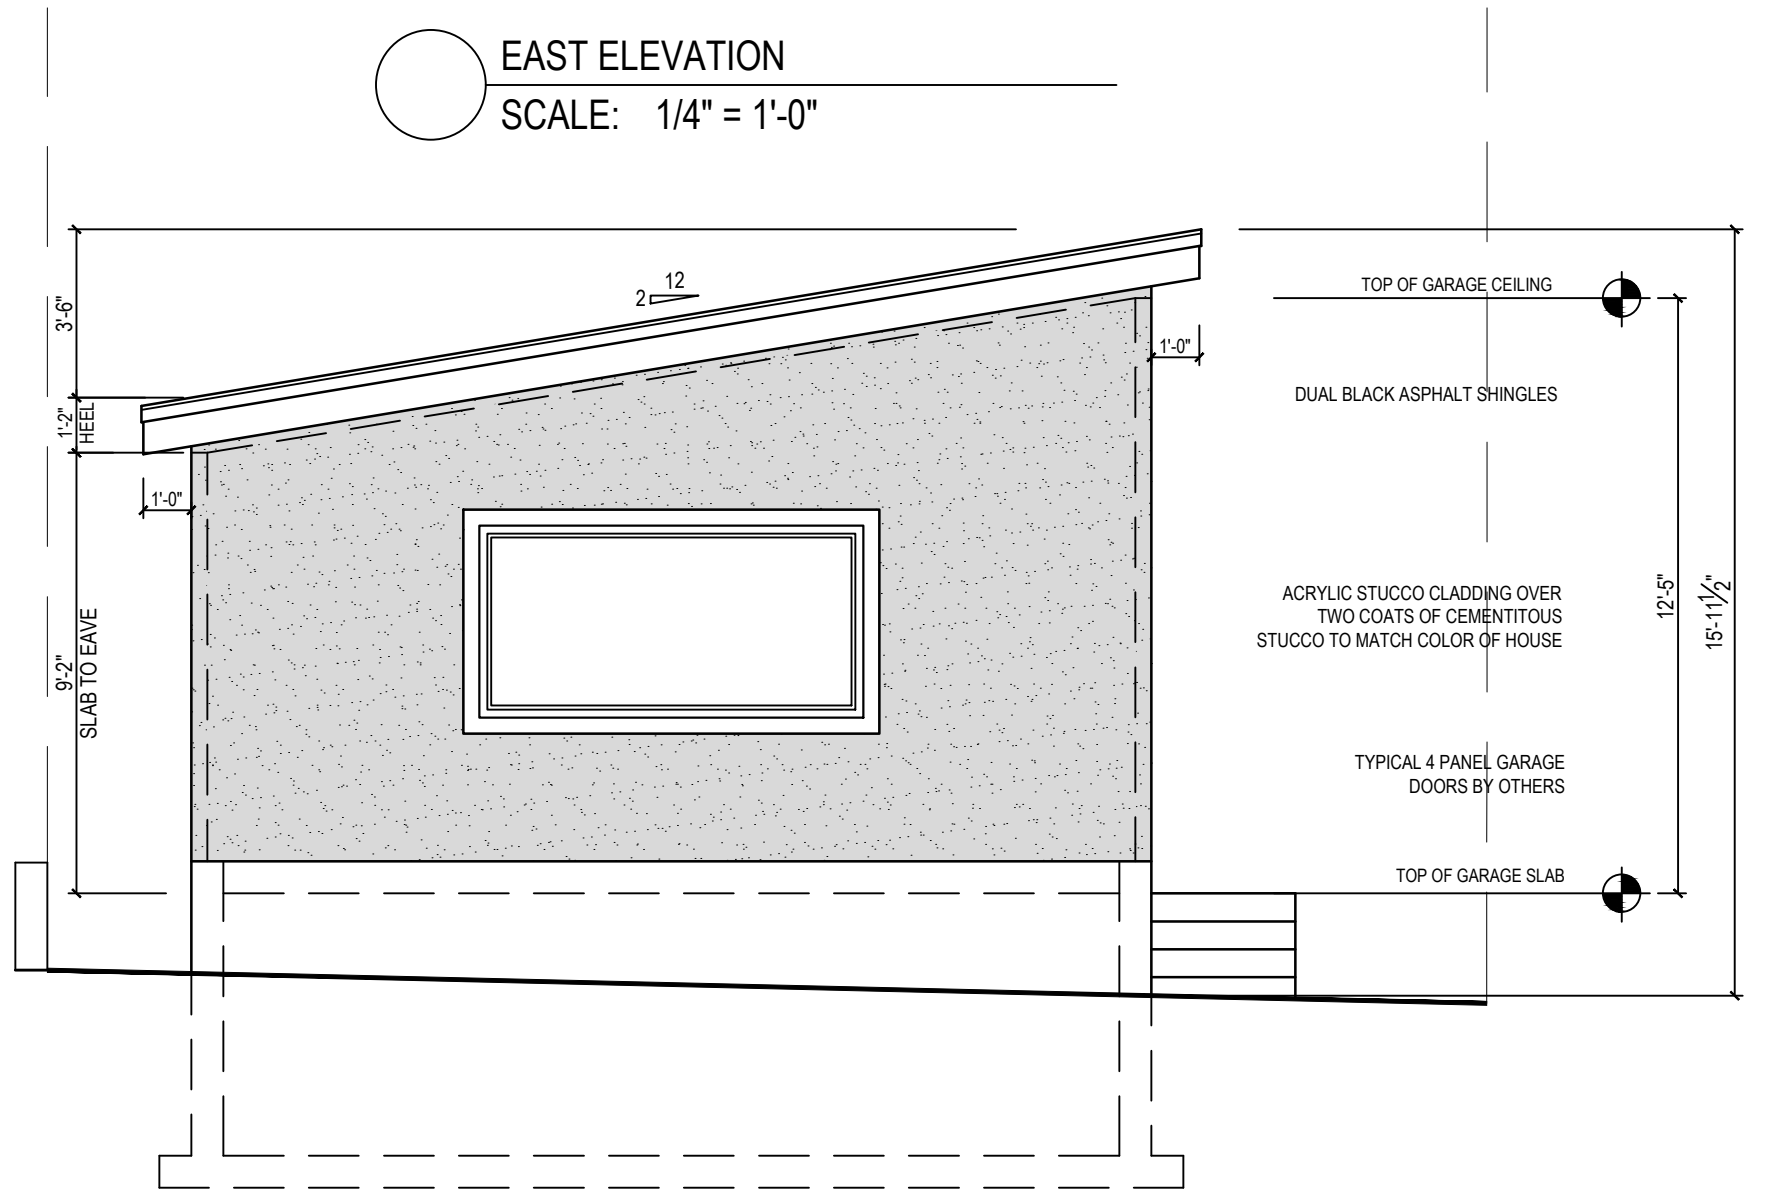 EAST ELEVATION
SCALE: 1/4" = 1'-0"
12
2
3'-6"
1'-2"
HEEL
1'-0"
9'-2"
SLAB TO EAVE
1'-0"
TOP OF GARAGE CEILING
DUAL BLACK ASPHALT SHINGLES
ACRYLIC STUCCO CLADDING OVER
TWO COATS OF CEMENTITOUS
STUCCO TO MATCH COLOR OF HOUSE
TYPICAL 4 PANEL GARAGE
DOORS BY OTHERS
TOP OF GARAGE SLAB
12'-5"
15'-11 1/2"